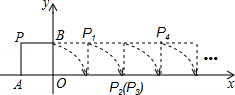 y
P B P₁ P₄
...
A O P₂(P₃) x